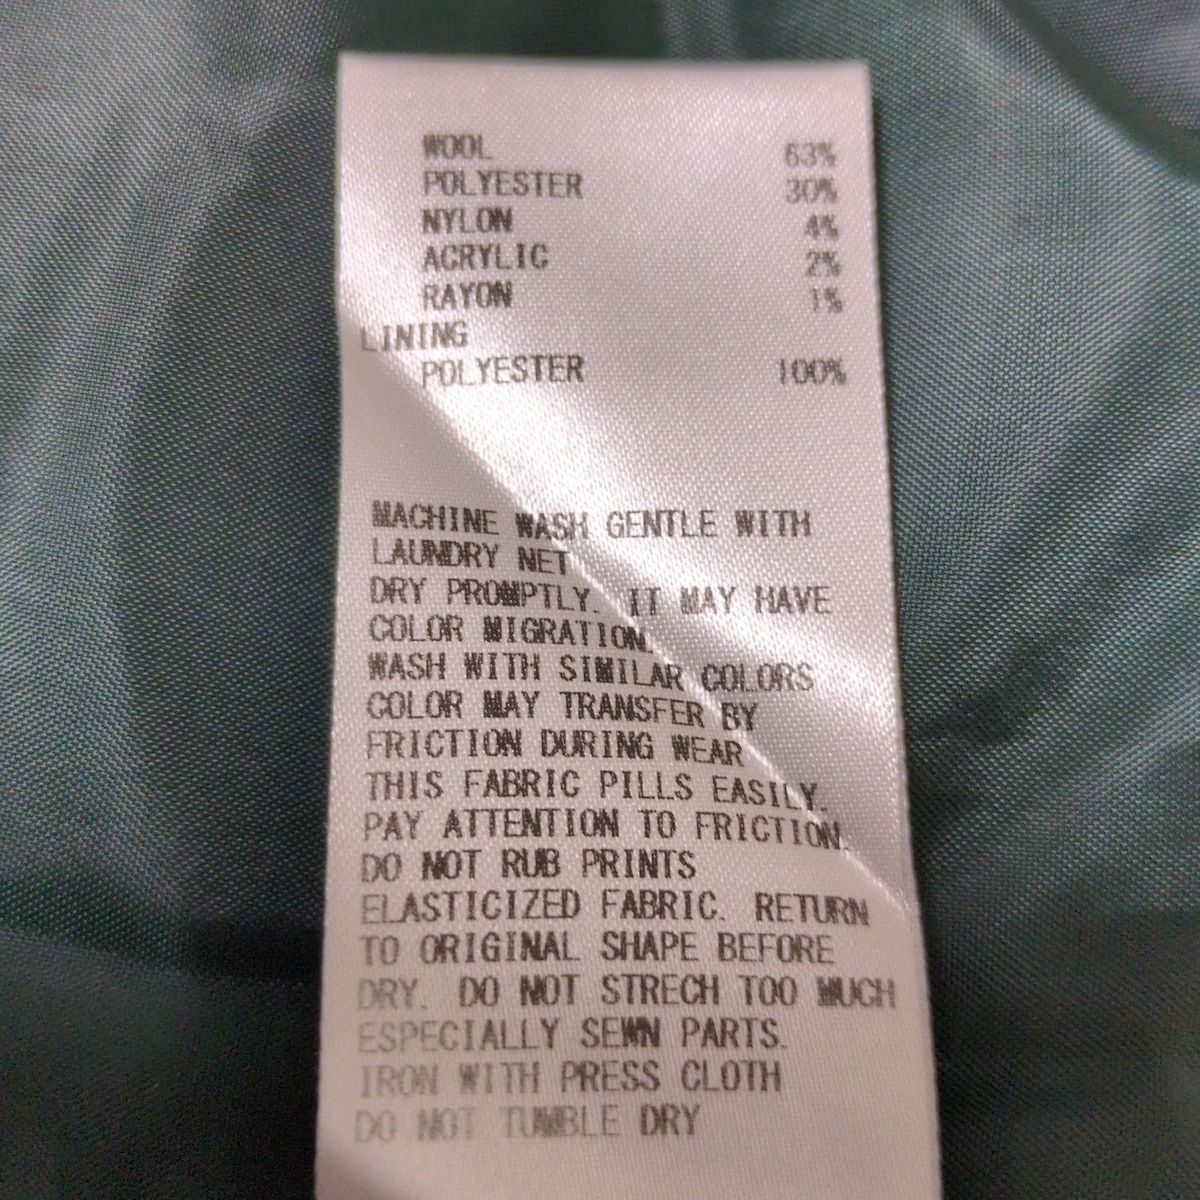 WOOL 63%
POLYESTER 30%
NYLON 4%
ACRYLIC 2%
RAYON 1%
LINING
POLYESTER 100%
MACHINE WASH GENTLE WITH
LAUNDRY NET
DRY PROMPTLY. IT MAY HAVE
COLOR MIGRATION.
WASH WITH SIMILAR COLORS
COLOR MAY TRANSFER BY
FRICTION DURING WEAR
THIS FABRIC PILLS EASILY.
PAY ATTENTION TO FRICTION.
DO NOT RUB PRINTS
ELASTICIZED FABRIC. RETURN
TO ORIGINAL SHAPE BEFORE
DRY. DO NOT STRECH TOO MUCH
ESPECIALLY SEWN PARTS.
IRON WITH PRESS CLOTH
DO NOT TUMBLE DRY